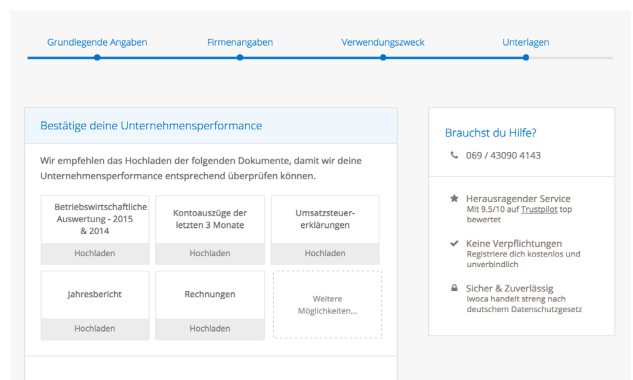 Grundlegende Angaben
Firmenangaben
Verwendungszweck
Unterlagen
Bestätige deine Unternehmensperformance
Wir empfehlen das Hochladen der folgenden Dokumente, damit wir deine
Unternehmensperformance entsprechend überprüfen können.
Betriebswirtschaftliche
Auswertung - 2015
& 2014
Hochladen
Kontoauszüge der
letzten 3 Monate
Hochladen
Umsatzsteuer-
erklärungen
Hochladen
Jahresbericht
Hochladen
Rechnungen
Hochladen
Weitere
Möglichkeiten...
Brauchst du Hilfe?
069 / 43090 4143
Herausragender Service
Mit 9.5/10 auf Trustpilot top
bewertet
Keine Verpflichtungen
Registriere dich kostenlos und
unverbindlich
Sicher & Zuverlässig
Iwoca handelt streng nach
deutschem Datenschutzgesetz